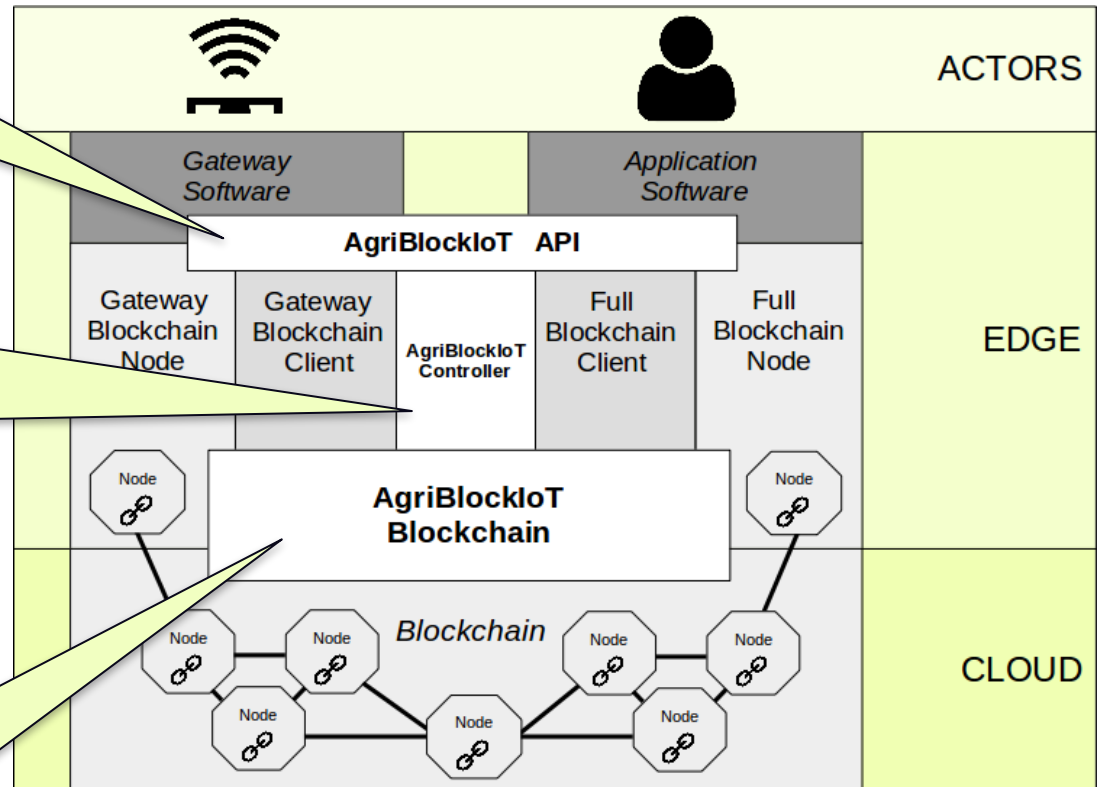 ACTORS
Gateway
Software
Application
Software
AgriBlockIoT API
Gateway
Blockchain
Node
Gateway
Blockchain
Client
AgriBlockIoT
Controller
Full
Blockchain
Client
Full
Blockchain
Node
EDGE
Node
AgriBlockIoT
Blockchain
Node
Node
Node
Blockchain
Node
Node
CLOUD
Node
Node
Node